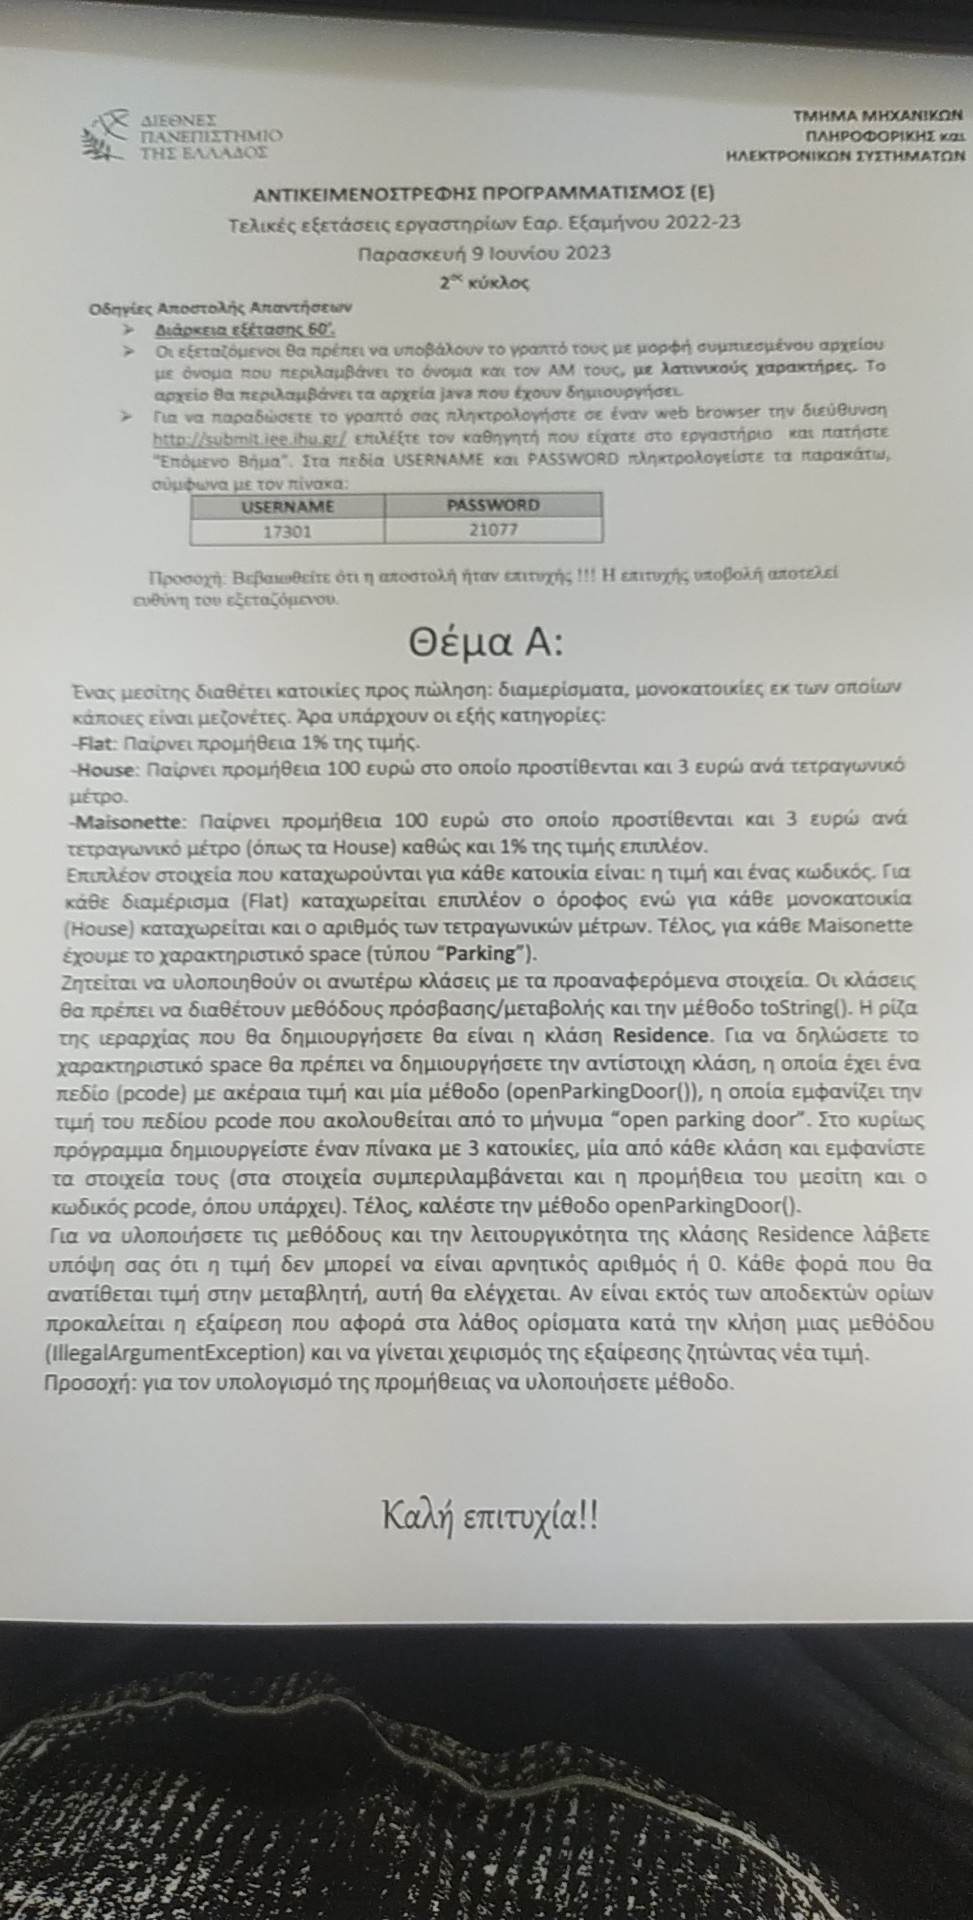 ΔΙΕΘΝΕΣ
ΠΑΝΕΠΙΣΤΗΜΙΟ
ΤΗΣ ΕΛΛΑΔΟΣ
ΤΜΗΜΑ ΜΗΧΑΝΙΚΩΝ
ΠΛΗΡΟΦΟΡΙΚΗΣ και
ΗΛΕΚΤΡΟΝΙΚΩΝ ΣΥΣΤΗΜΑΤΩΝ
ΑΝΤΙΚΕΙΜΕΝΟΣΤΡΕΦΗΣ ΠΡΟΓΡΑΜΜΑΤΙΣΜΟΣ (Ε)
Τελικές εξετάσεις εργαστηρίων Εαρ. Εξαμήνου 2022-23
Παρασκευή 9 Ιουνίου 2023
2ος κύκλος
Οδηγίες Αποστολής Απαντήσεων
➢ Διάρκεια εξέτασης 60'.
➢ Οι εξεταζόμενοι θα πρέπει να υποβάλουν το γραπτό τους με μορφή συμπιεσμένου αρχείου
με όνομα που περιλαμβάνει το όνομα και τον ΑΜ τους, με λατινικούς χαρακτήρες. Το
αρχείο θα περιλαμβάνει τα αρχεία java που έχουν δημιουργήσει.
➢ Για να παραδώσετε το γραπτό σας πληκτρολογήστε σε έναν web browser την διεύθυνση
http://submit.iee.ihu.gr/ επιλέξτε τον καθηγητή που είχατε στο εργαστήριο και πατήστε
"Επόμενο Βήμα". Στα πεδία USERNAME και PASSWORD πληκτρολογείστε τα παρακάτω,
σύμφωνα με τον πίνακα:
USERNAME PASSWORD
17301 21077
Προσοχή: Βεβαιωθείτε ότι η αποστολή ήταν επιτυχής !!! Η επιτυχής υποβολή αποτελεί
ευθύνη του εξεταζόμενου.
Θέμα Α:
Ένας μεσίτης διαθέτει κατοικίες προς πώληση: διαμερίσματα, μονοκατοικίες εκ των οποίων
κάποιες είναι μεζονέτες. Άρα υπάρχουν οι εξής κατηγορίες:
-Flat: Παίρνει προμήθεια 1% της τιμής.
-House: Παίρνει προμήθεια 100 ευρώ στο οποίο προστίθενται και 3 ευρώ ανά τετραγωνικό
μέτρο.
-Maisonette: Παίρνει προμήθεια 100 ευρώ στο οποίο προστίθενται και 3 ευρώ ανά
τετραγωνικό μέτρο (όπως τα House) καθώς και 1% της τιμής επιπλέον.
Επιπλέον στοιχεία που καταχωρούνται για κάθε κατοικία είναι: η τιμή και ένας κωδικός. Για
κάθε διαμέρισμα (Flat) καταχωρείται επιπλέον ο όροφος ενώ για κάθε μονοκατοικία
(House) καταχωρείται και ο αριθμός των τετραγωνικών μέτρων. Τέλος, για κάθε Maisonette
έχουμε το χαρακτηριστικό space (τύπου "Parking").
Ζητείται να υλοποιηθούν οι ανωτέρω κλάσεις με τα προαναφερόμενα στοιχεία. Οι κλάσεις
θα πρέπει να διαθέτουν μεθόδους πρόσβασης/μεταβολής και την μέθοδο toString(). Η ρίζα
της ιεραρχίας που θα δημιουργήσετε θα είναι η κλάση Residence. Για να δηλώσετε το
χαρακτηριστικό space θα πρέπει να δημιουργήσετε την αντίστοιχη κλάση, η οποία έχει ένα
πεδίο (pcode) με ακέραια τιμή και μία μέθοδο (openParkingDoor()), η οποία εμφανίζει την
τιμή του πεδίου pcode που ακολουθείται από το μήνυμα "open parking door". Στο κυρίως
πρόγραμμα δημιουργείστε έναν πίνακα με 3 κατοικίες, μία από κάθε κλάση και εμφανίστε
τα στοιχεία τους (στα στοιχεία συμπεριλαμβάνεται και η προμήθεια του μεσίτη και ο
κωδικός pcode, όπου υπάρχει). Τέλος, καλέστε την μέθοδο openParkingDoor().
Για να υλοποιήσετε τις μεθόδους και την λειτουργικότητα της κλάσης Residence λάβετε
υπόψη σας ότι η τιμή δεν μπορεί να είναι αρνητικός αριθμός ή 0. Κάθε φορά που θα
ανατίθεται τιμή στην μεταβλητή, αυτή θα ελέγχεται. Αν είναι εκτός των αποδεκτών ορίων
προκαλείται η εξαίρεση που αφορά στα λάθος ορίσματα κατά την κλήση μιας μεθόδου
(IllegalArgumentException) και να γίνεται χειρισμός της εξαίρεσης ζητώντας νέα τιμή.
Προσοχή: για τον υπολογισμό της προμήθειας να υλοποιήσετε μέθοδο.
Καλή επιτυχία!!